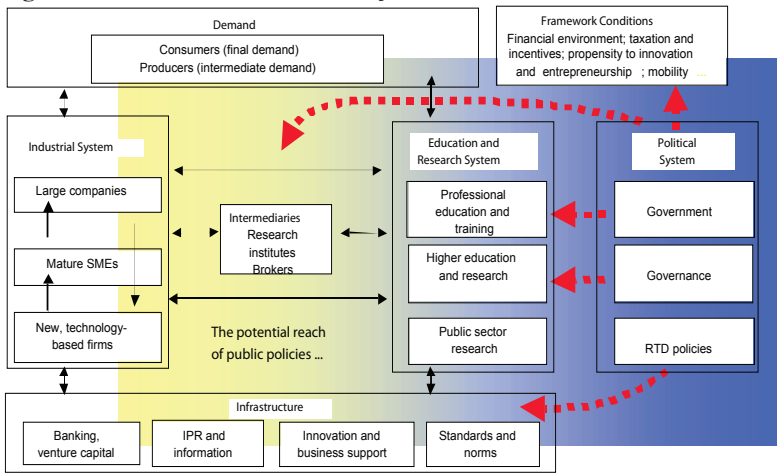 Demand
Consumers (final demand)
Producers (intermediate demand)
Framework Conditions
Financial environment; taxation and
incentives; propensity to innovation
and entrepreneurship ; mobility ...
Industrial System
Large companies
Mature SMEs
New, technology-
based firms
Intermediaries
Research
institutes
Brokers
The potential reach
of public policies ...
Education and
Research System
Professional
education and
training
Higher education
and research
Public sector
research
Political
System
Government
Governance
RTD policies
Infrastructure
Banking,
venture capital
IPR and
information
Innovation and
business support
Standards and
norms